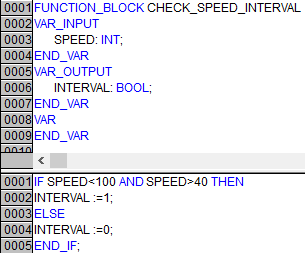 0001 FUNCTION_BLOCK CHECK_SPEED_INTERVAL
0002 VAR_INPUT
0003 SPEED: INT;
0004 END_VAR
0005 VAR_OUTPUT
0006 INTERVAL: BOOL;
0007 END_VAR
0008 VAR
0009 END_VAR
0010
0001 IF SPEED<100 AND SPEED>40 THEN
0002 INTERVAL :=1;
0003 ELSE
0004 INTERVAL :=0;
0005 END_IF;